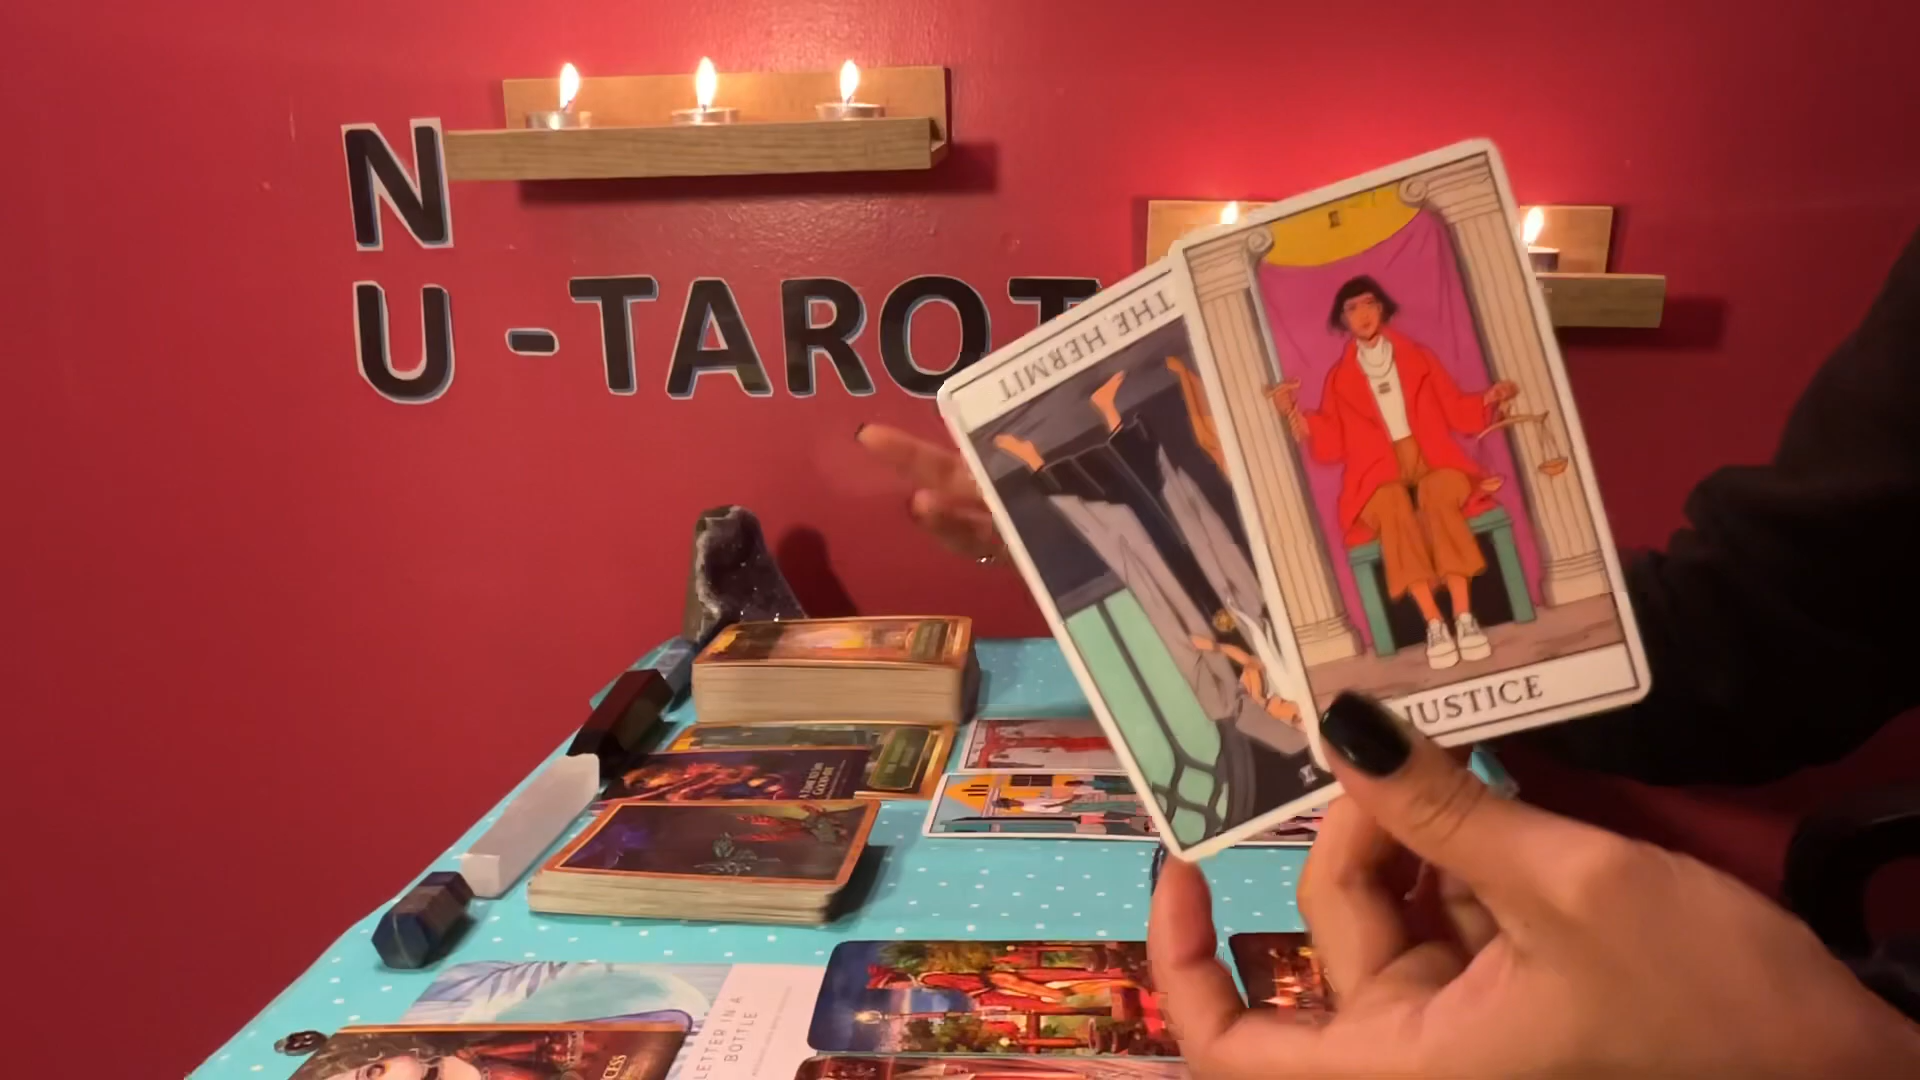 N
U - TAROT
THE HERMIT
JUSTICE
LETTER IN A
BOTTLE